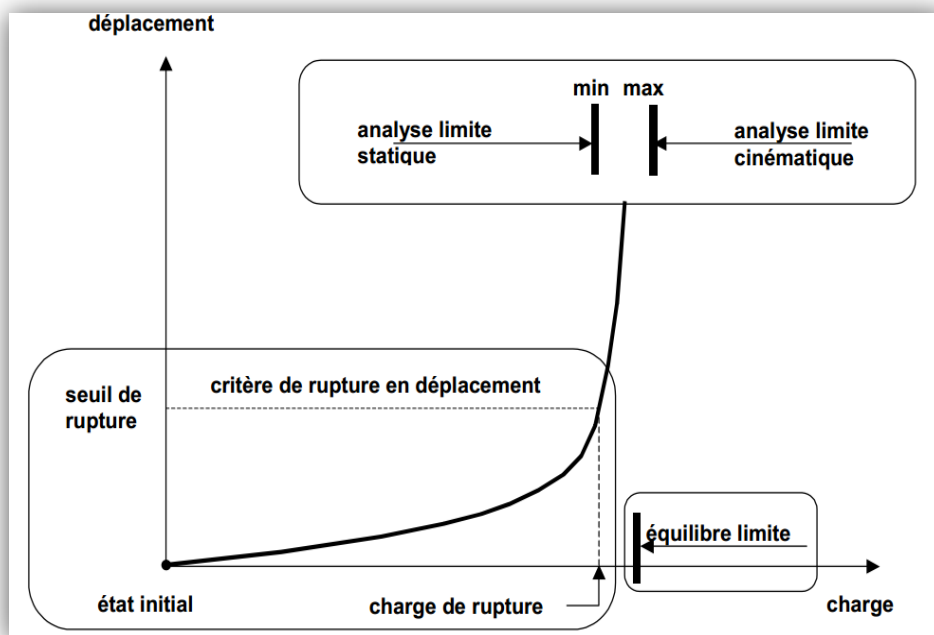 déplacement
min max
analyse limite
statique
analyse limite
cinématique
critère de rupture en déplacement
seuil de
rupture
équilibre limite
état initial
charge de rupture
charge